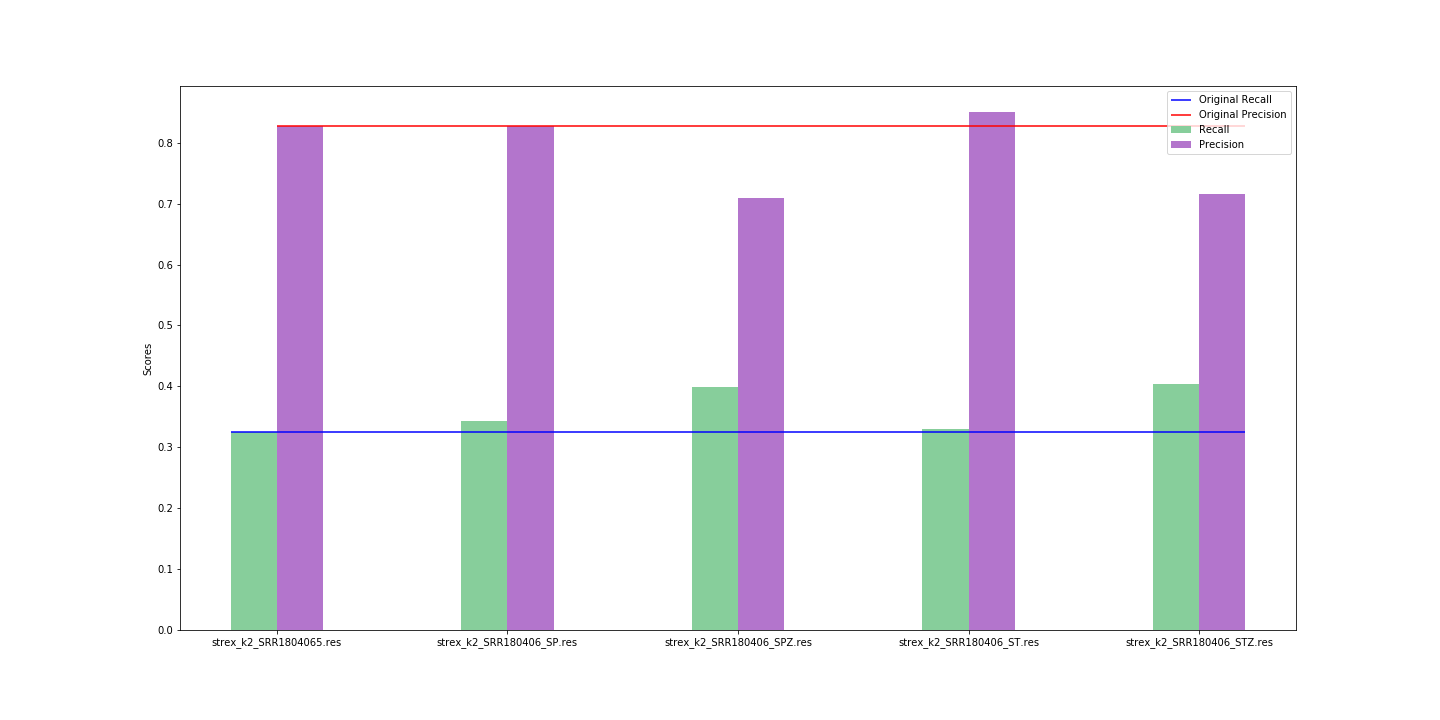 Original Recall
Original Precision
Recall
Precision
0.8
0.7
0.6
0.5
0.4
0.3
0.2
0.1
0.0
Scores
strex_k2_SRR1804065.res
strex_k2_SRR180406_SP.res
strex_k2_SRR180406_SPZ.res
strex_k2_SRR180406_ST.res
strex_k2_SRR180406_STZ.res